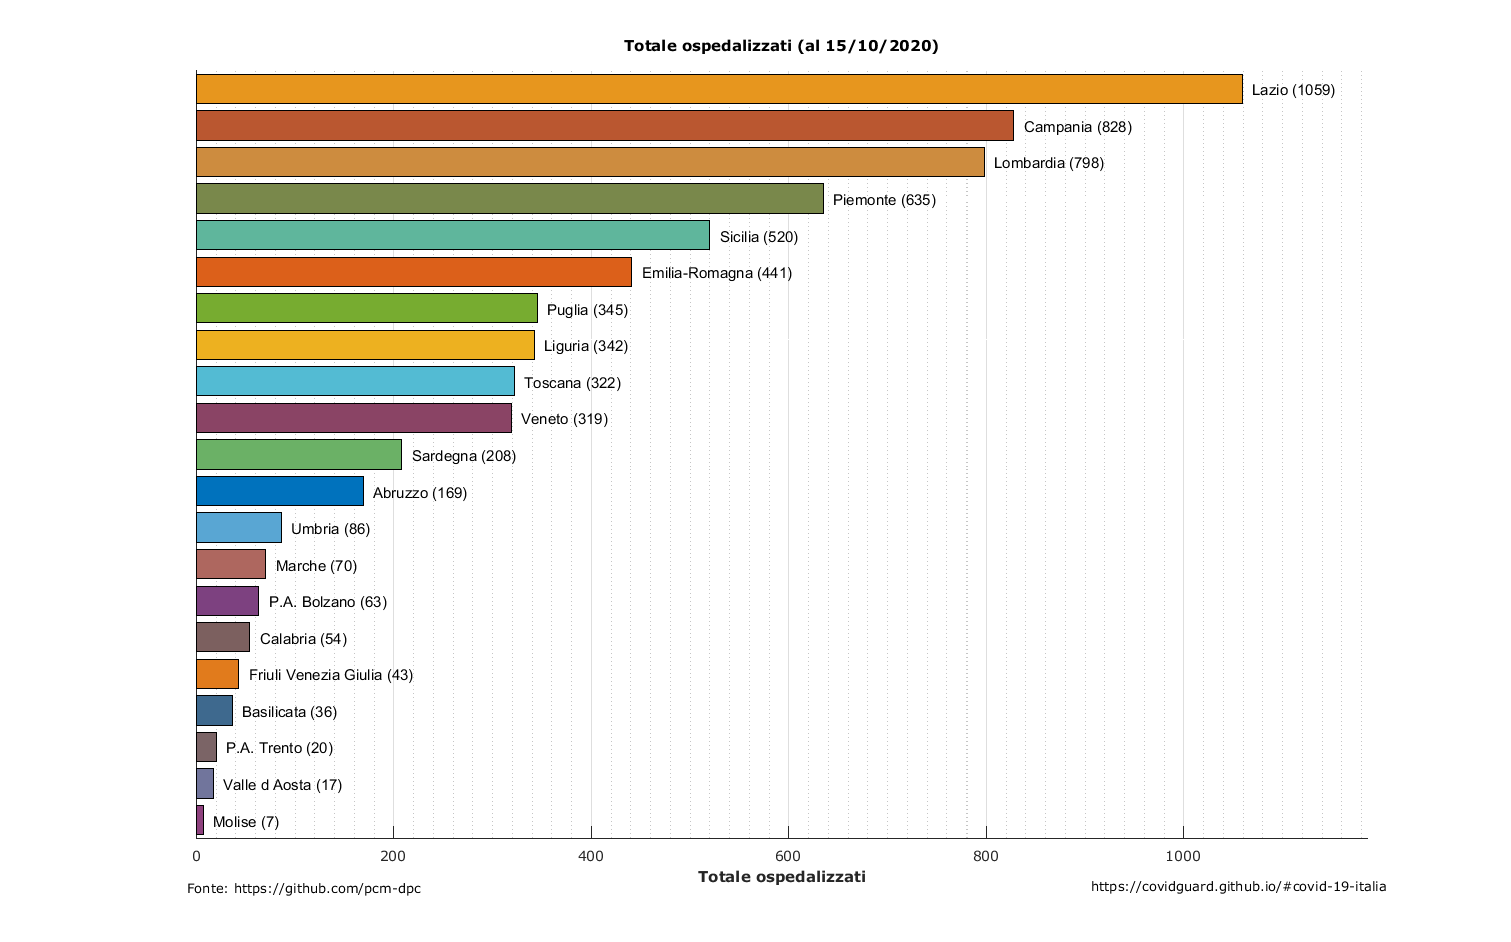 Totale ospedalizzati (al 15/10/2020)
Lazio (1059)
Campania (828)
Lombardia (798)
Piemonte (635)
Sicilia (520)
Emilia-Romagna (441)
Puglia (345)
Liguria (342)
Toscana (322)
Veneto (319)
Sardegna (208)
Abruzzo (169)
Umbria (86)
Marche (70)
P.A. Bolzano (63)
Calabria (54)
Friuli Venezia Giulia (43)
Basilicata (36)
P.A. Trento (20)
Valle d Aosta (17)
Molise (7)
0 200 400 600 800 1000
Totale ospedalizzati
Fonte: https://github.com/pcm-dpc
https://covidguard.github.io/#covid-19-italia